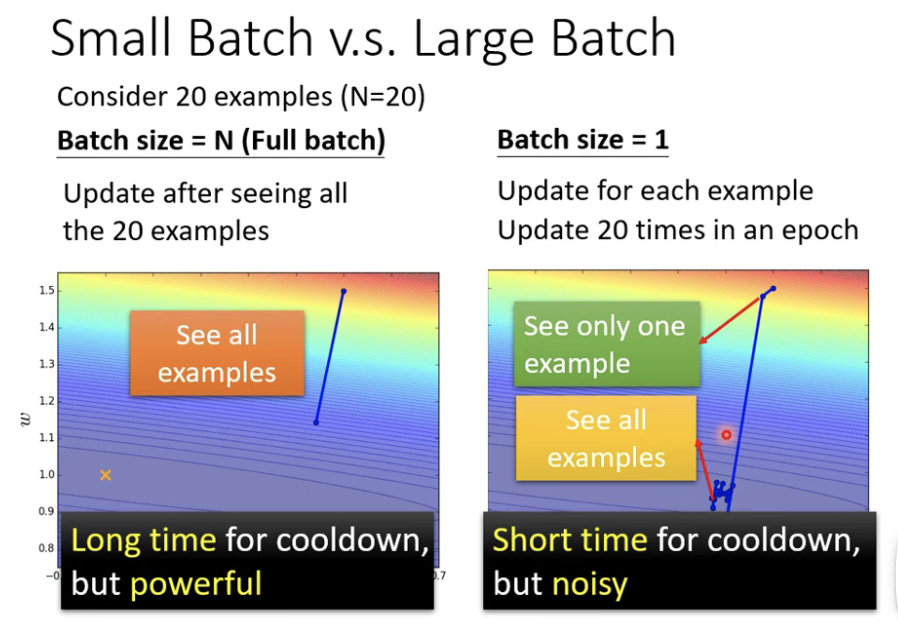 Small Batch v.s. Large Batch
Consider 20 examples (N=20)
Batch size = N (Full batch)
Update after seeing all
the 20 examples
Batch size = 1
Update for each example
Update 20 times in an epoch
1.5
1.4
1.3
1.2
1.1
1.0
0.9
0.8
w
See all
examples
Long time for cooldown,
but powerful
See only one
example
See all
examples
Short time for cooldown,
but noisy